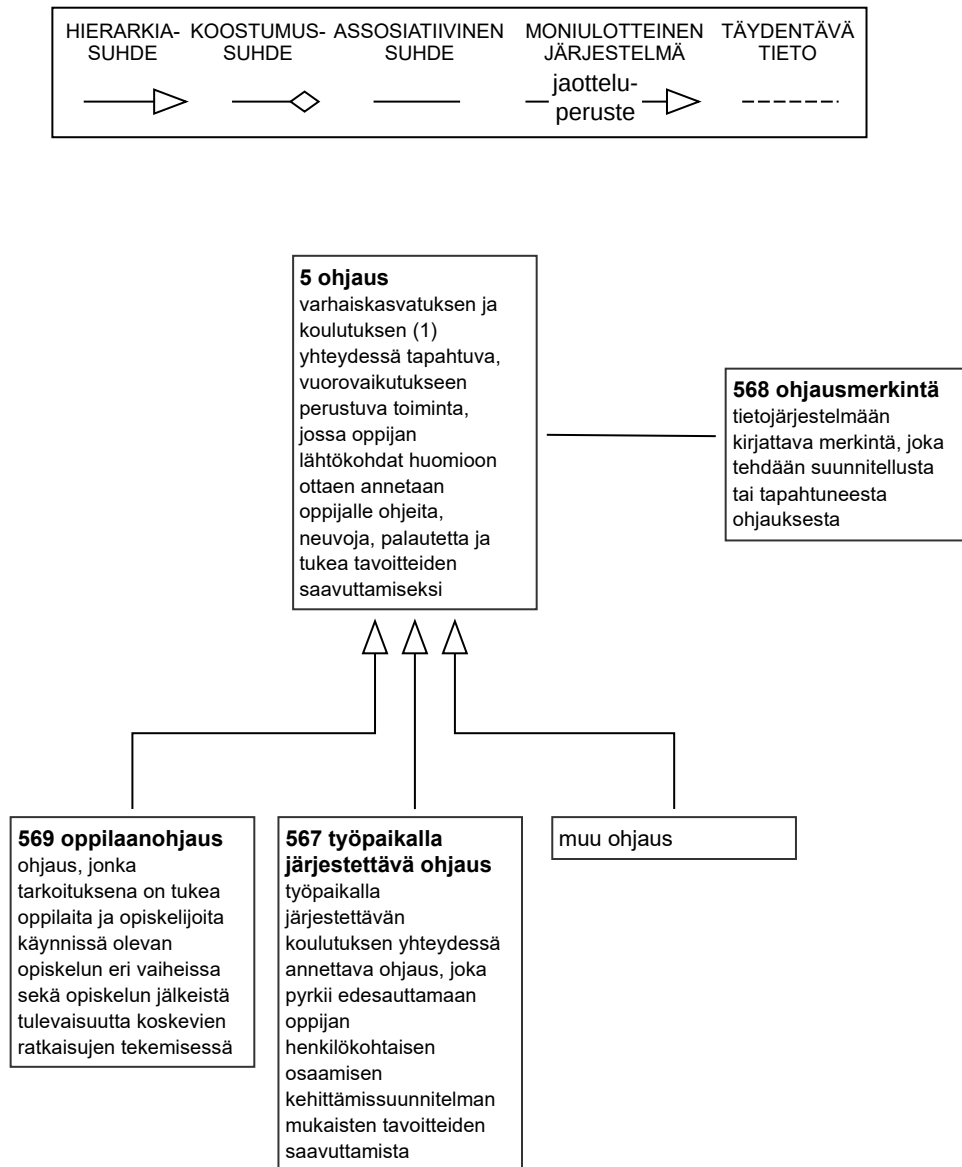 HIERARKIA-
SUHDE
KOOSTUMUS-
SUHDE
ASSOSIATIIVINEN
SUHDE
MONIULOTTEINEN
JÄRJESTELMÄ
TÄYDENTÄVÄ
TIETO
jaottelu-
peruste
5 ohjaus
varhaiskasvatuksen ja
koulutuksen (1)
yhteydessä tapahtuva,
vuorovaikutukseen
perustuva toiminta,
jossa oppijan
lähtökohdat huomioon
ottaen annetaan
oppijalle ohjeita,
neuvoja, palautetta ja
tukea tavoitteiden
saavuttamiseksi
568 ohjausmerkintä
tietojärjestelmään
kirjattava merkintä, joka
tehdään suunnitellusta
tai tapahtuneesta
ohjauksesta
569 oppilaanohjaus
ohjaus, jonka
tarkoituksena on tukea
oppilaita ja opiskelijoita
käynnissä olevan
opiskelun eri vaiheissa
sekä opiskelun jälkeistä
tulevaisuutta koskevien
ratkaisujen tekemisessä
567 työpaikalla
järjestettävä ohjaus
työpaikalla
järjestettävän
koulutuksen yhteydessä
annettava ohjaus, joka
pyrkii edesauttamaan
oppijan
henkilökohtaisen
osaamisen
kehittämissuunnitelman
mukaisten tavoitteiden
saavuttamista
muu ohjaus